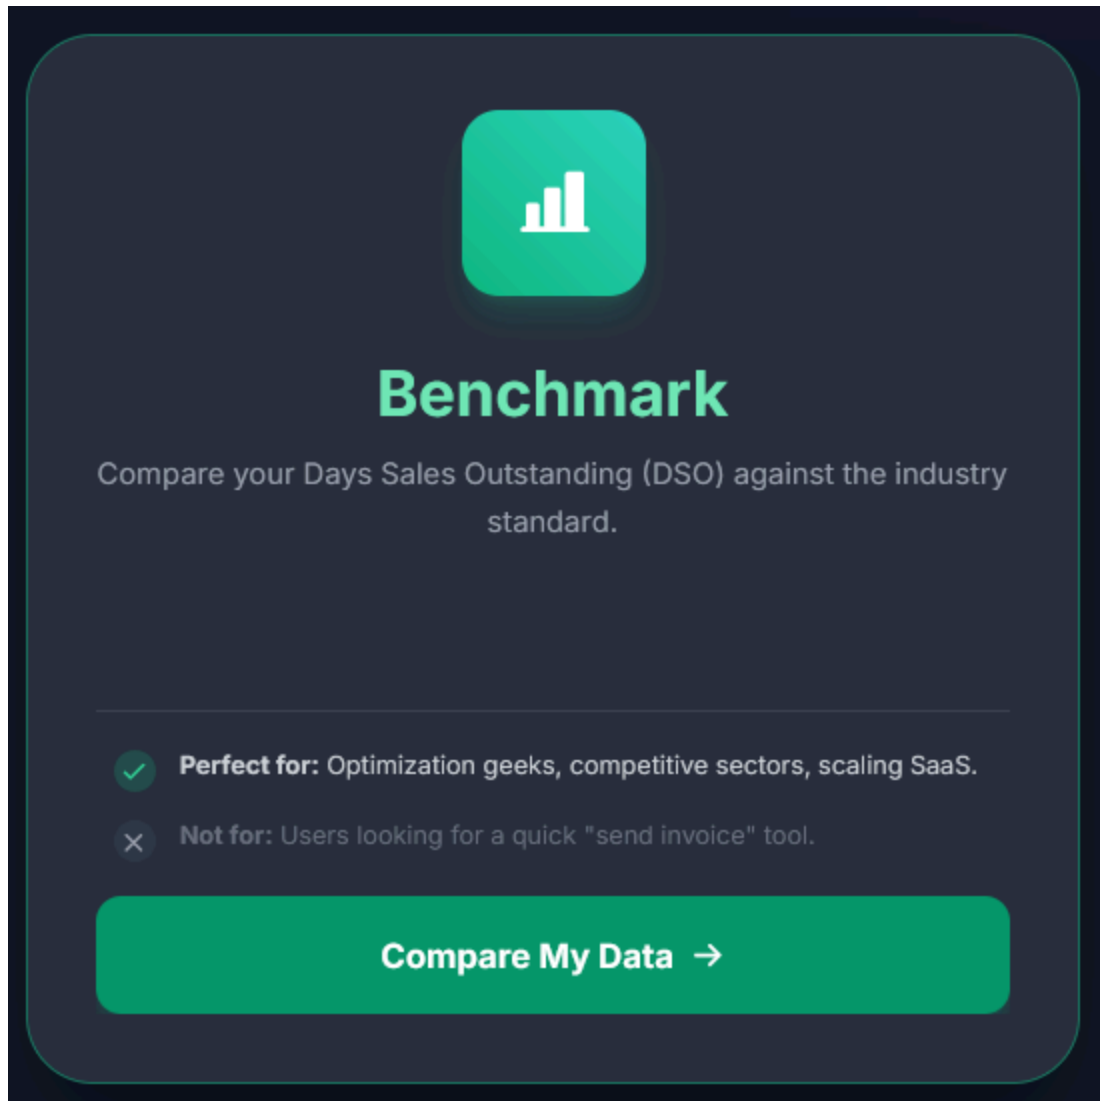 Benchmark
Compare your Days Sales Outstanding (DSO) against the industry
standard.
Perfect for: Optimization geeks, competitive sectors, scaling SaaS.
Not for: Users looking for a quick "send invoice" tool.
Compare My Data →